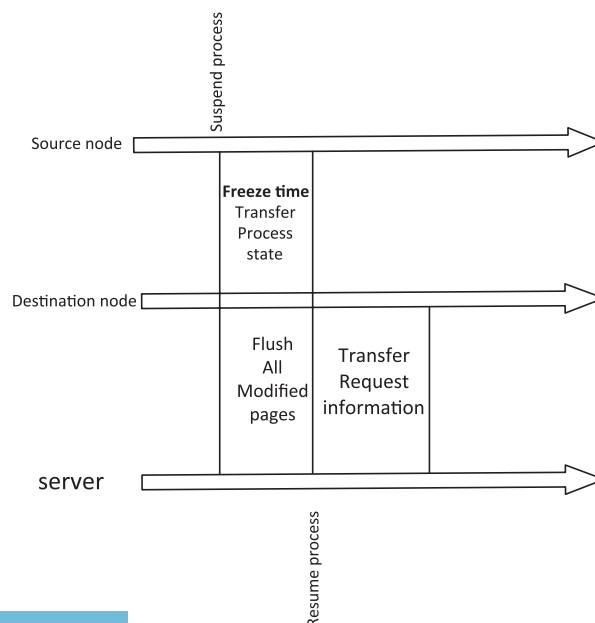 Suspend process
Source node
Freeze time
Transfer
Process
state
Destination node
Flush
All
Modified
pages
Transfer
Request
information
server
Resume process